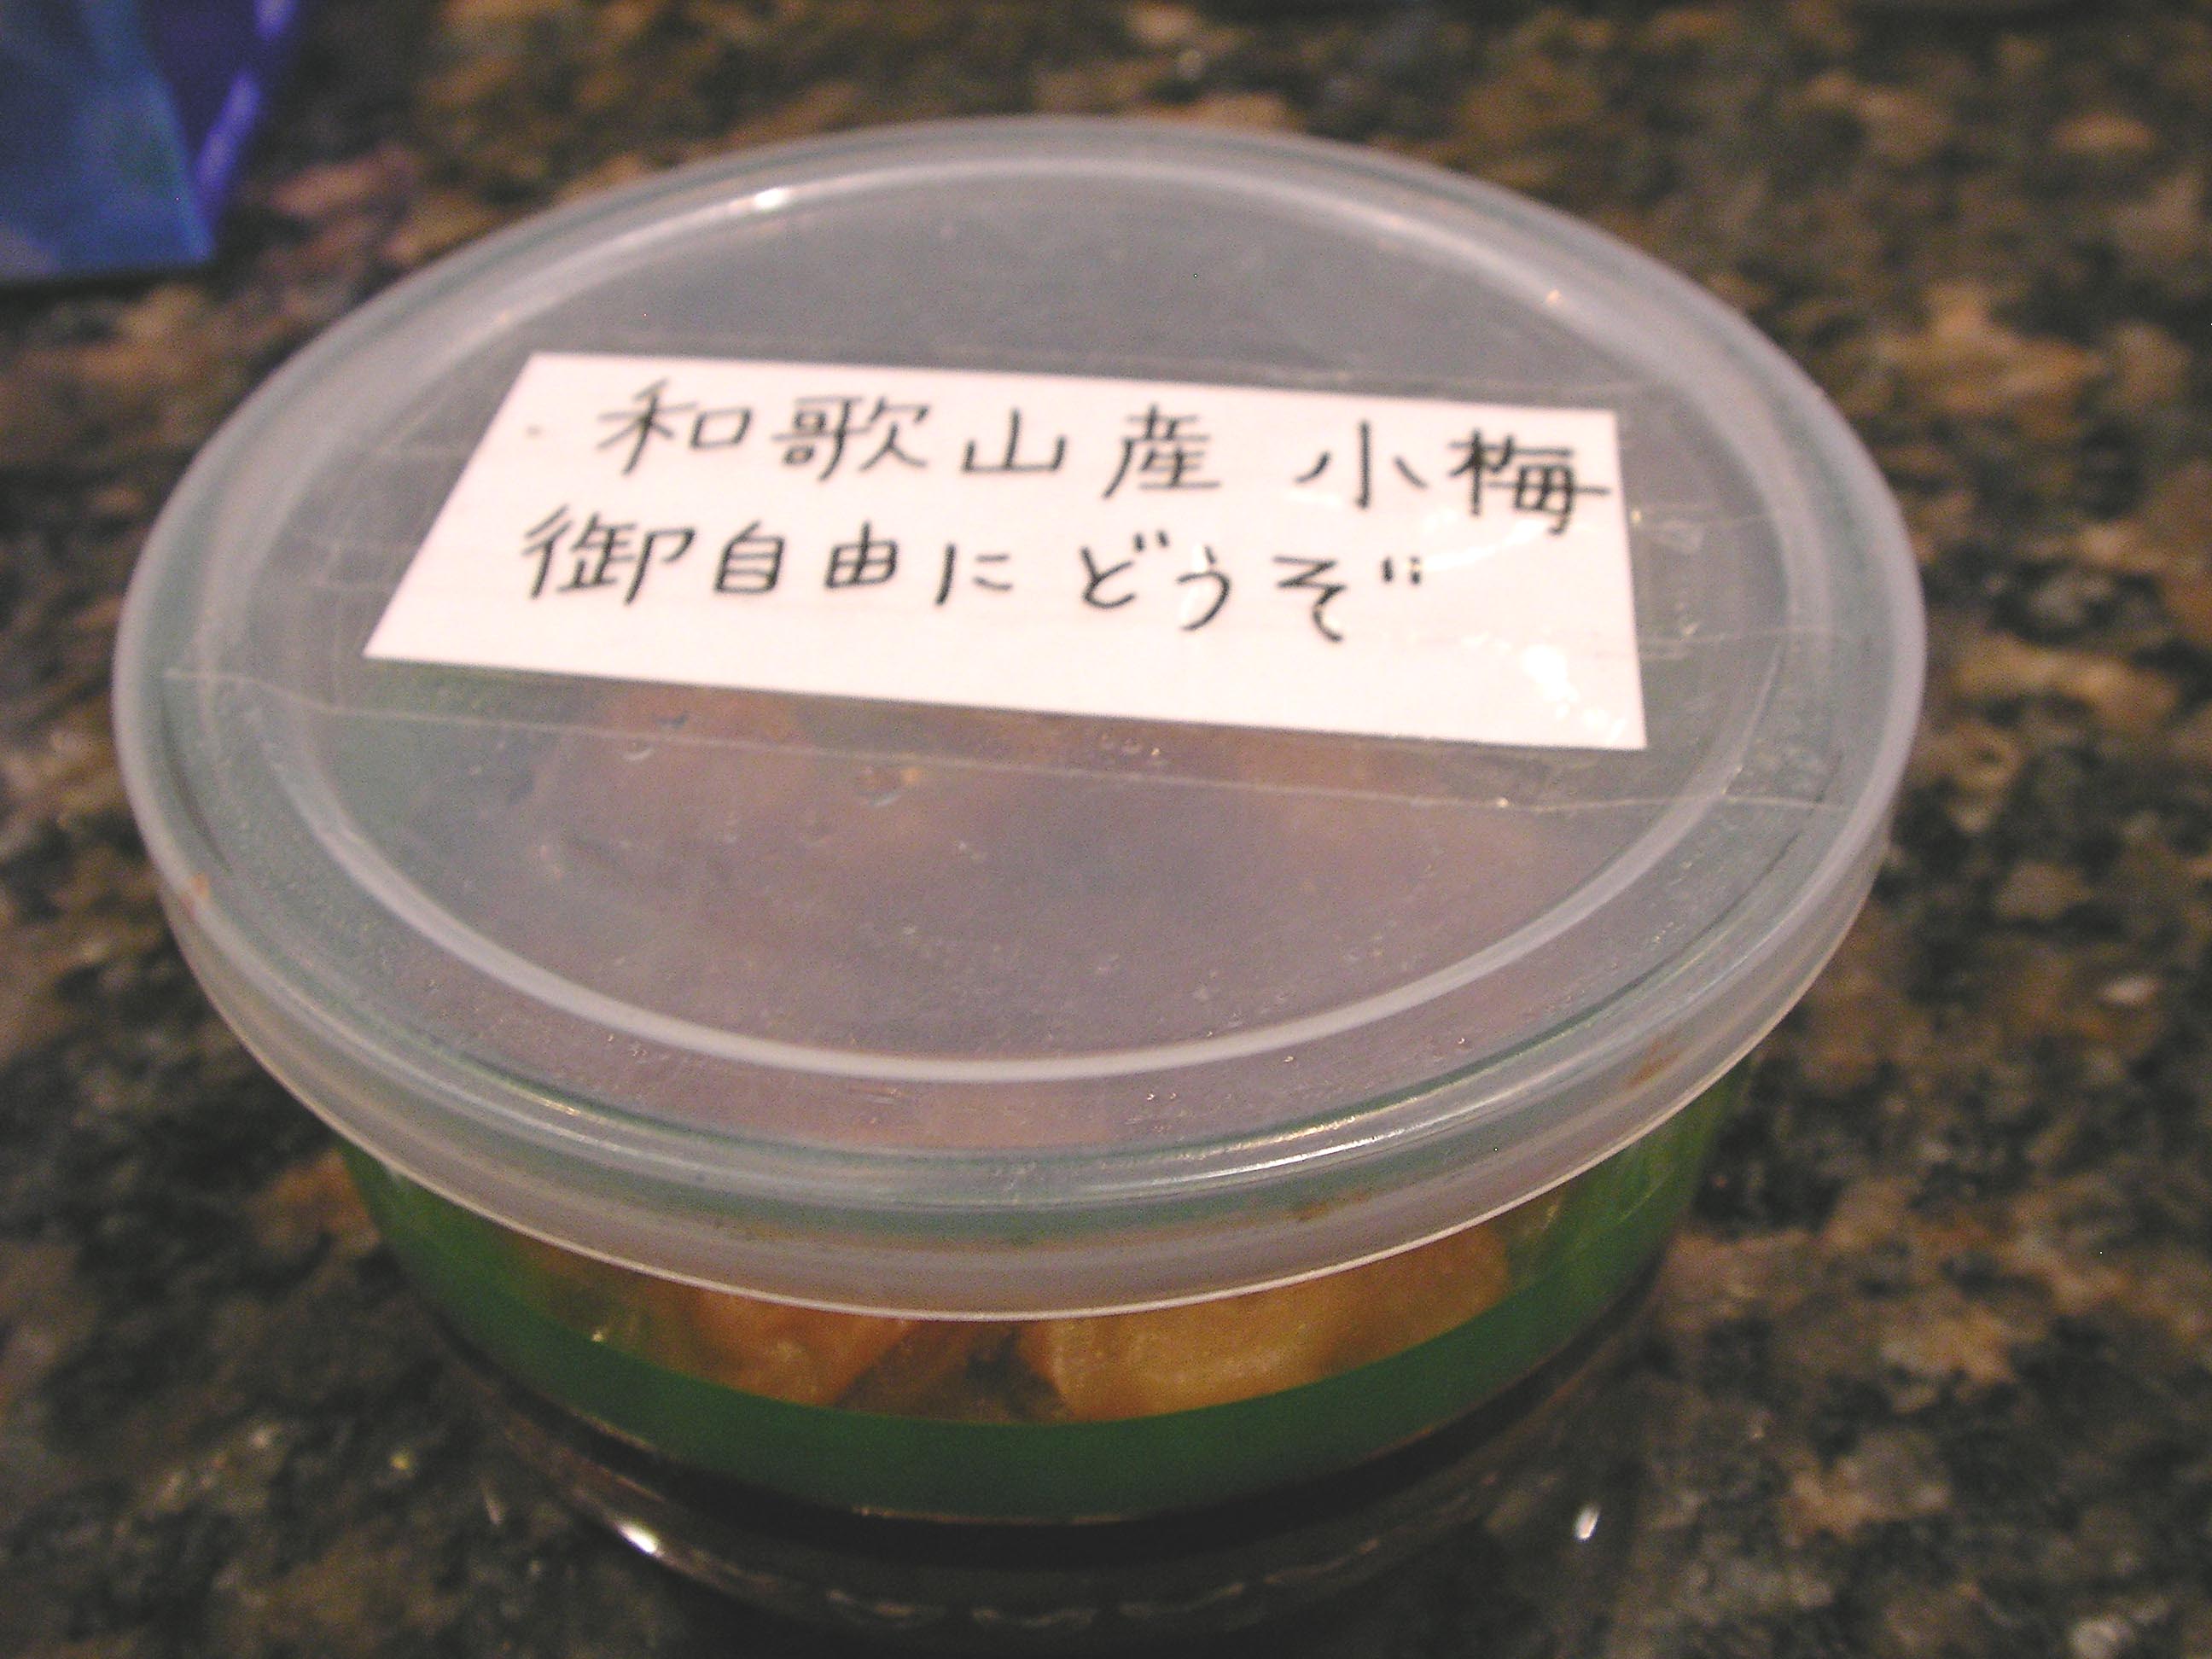 和歌山産 小梅
御自由に どうぞ